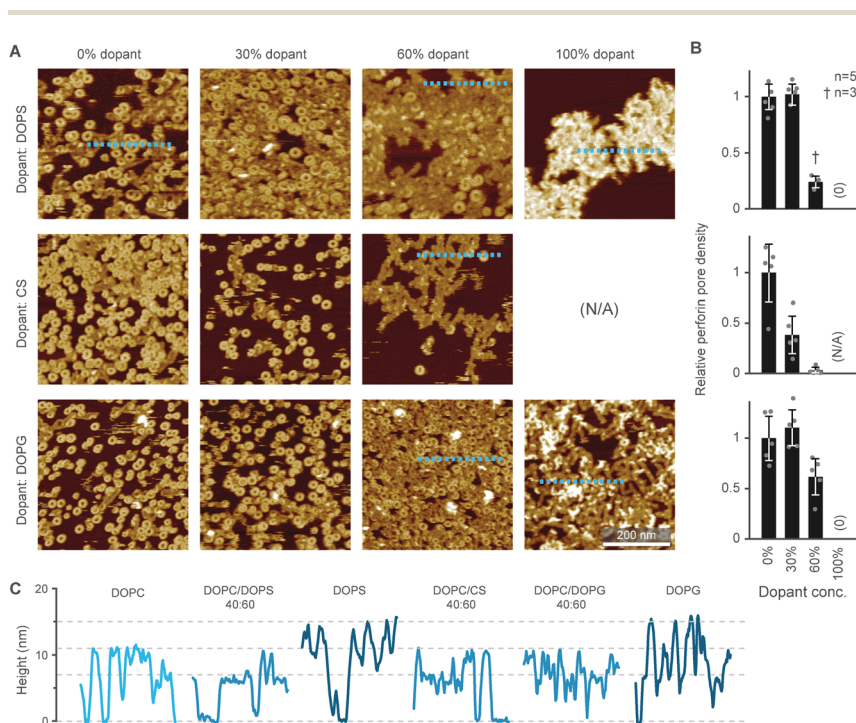 A
0% dopant 30% dopant 60% dopant 100% dopant
Dopant: DOPS
Dopant: CS
(N/A)
Dopant: DOPG
200 nm
B
n=5
† n=3
Relative perforin pore density
1
0.5
0
†
(0)
1
0.5
0
(N/A)
1
0.5
0
(0)
0% 30% 60% 100%
Dopant conc.
C
Height (nm)
20
10
0
DOPC
DOPC/DOPS
40:60
DOPS
DOPC/CS
40:60
DOPC/DOPG
40:60
DOPG